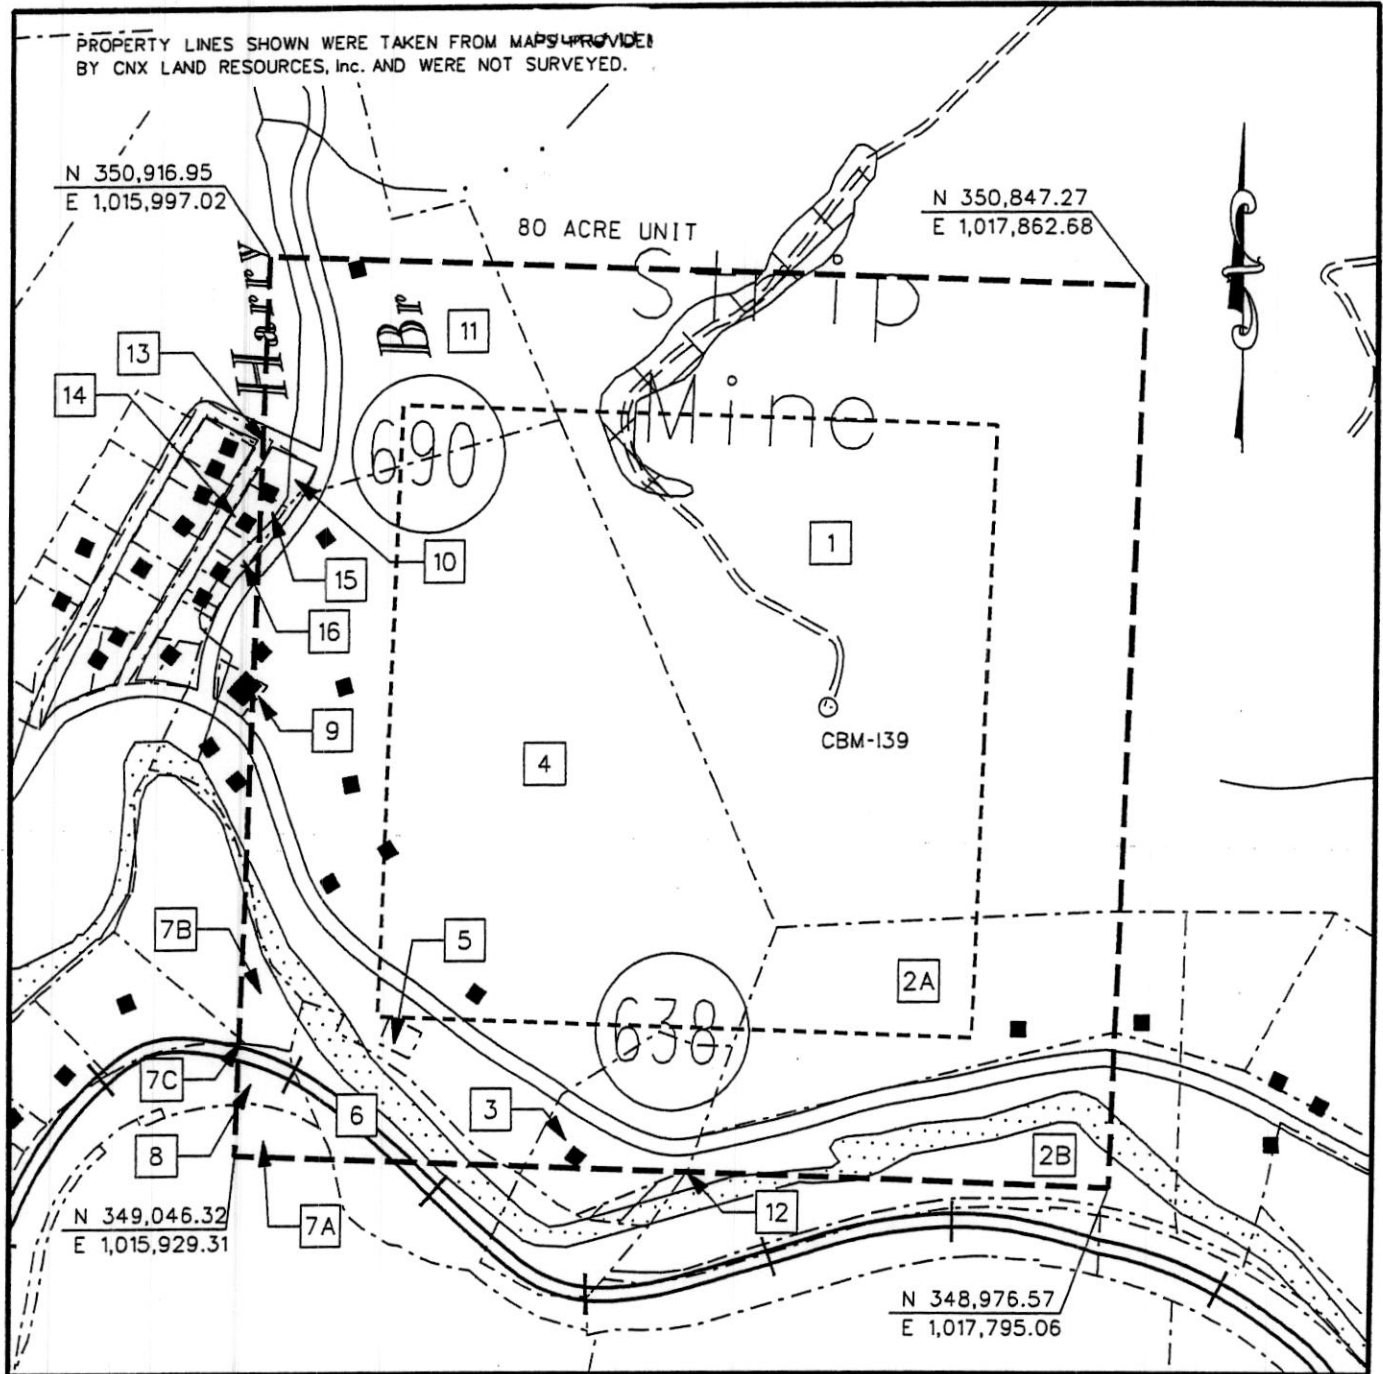 PROPERTY LINES SHOWN WERE TAKEN FROM MAPS PROVIDED
BY CNX LAND RESOURCES, Inc. AND WERE NOT SURVEYED.
N 350,916.95
E 1,015,997.02
N 350,847.27
E 1,017,862.68
80 ACRE UNIT
Strip
Mine
Harry
Br
11
13
14
690
1
10
15
16
9
CBM-139
4
7B
5
2A
638
7C
6
3
8
2B
12
7A
N 349,046.32
E 1,015,929.31
N 348,976.57
E 1,017,795.06